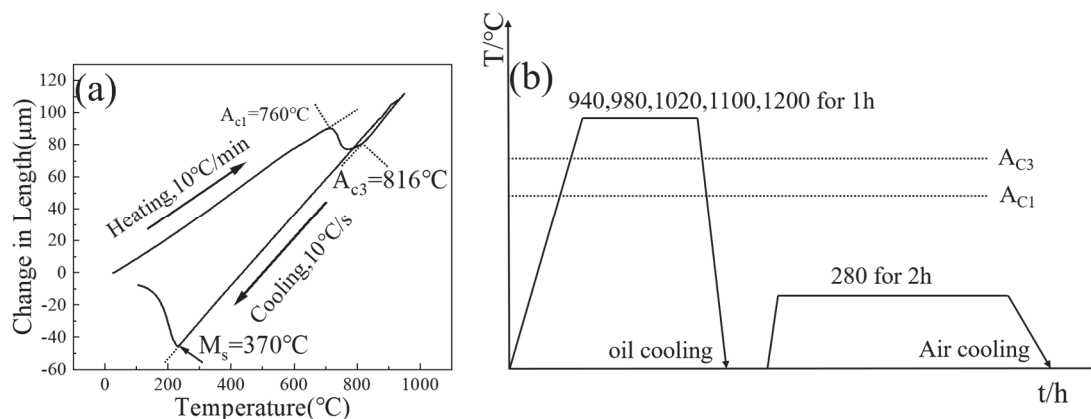 (a)
120
100
80
60
40
20
0
-20
-40
-60
Change in Length(μm)
Ac1=760℃
Heating,10℃/min
Ac3=816℃
Cooling,10℃/s
Ms=370℃
0 200 400 600 800 1000
Temperature(℃)
(b)
T/℃
940,980,1020,1100,1200 for 1h
AC3
AC1
280 for 2h
oil cooling
Air cooling
t/h